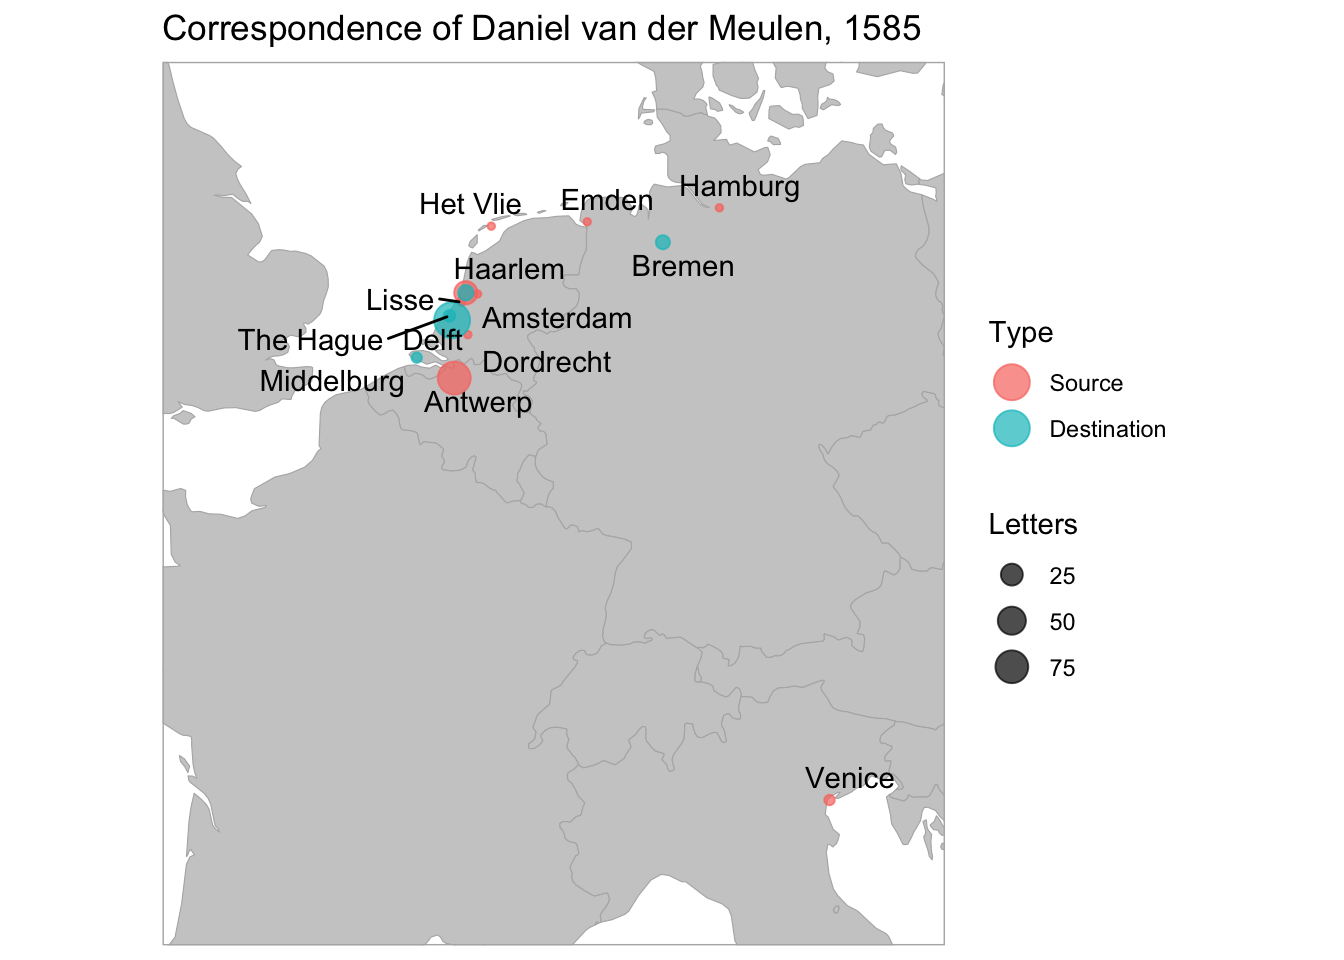 Correspondence of Daniel van der Meulen, 1585
Hamburg
Het Vlie
Emden
Bremen
Haarlem
Lisse
Amsterdam
The Hague
Delft
Dordrecht
Middelburg
Antwerp
Venice
Type
Source
Destination
Letters
25
50
75